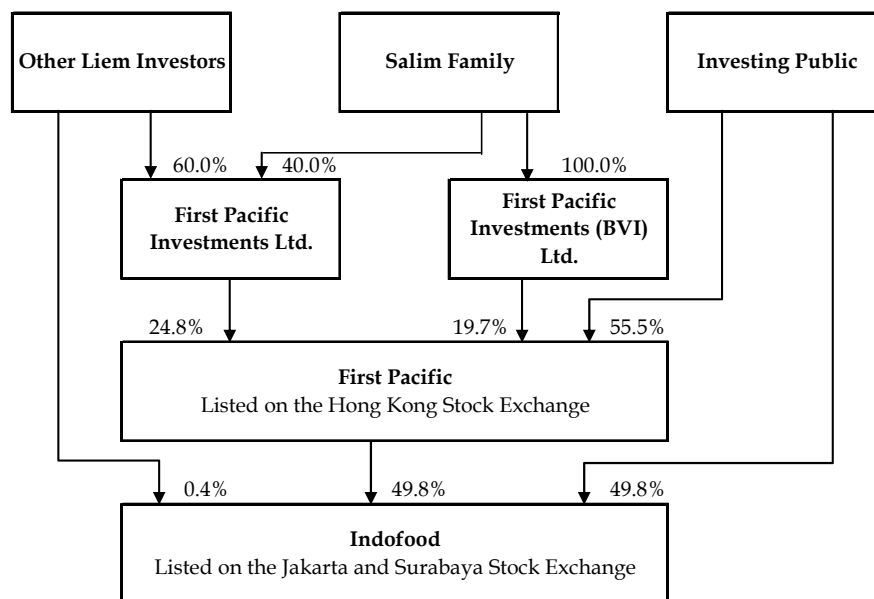 Other Liem Investors
Salim Family
Investing Public
60.0%
40.0%
100.0%
First Pacific
Investments Ltd.
First Pacific
Investments (BVI)
Ltd.
24.8%
19.7%
55.5%
First Pacific
Listed on the Hong Kong Stock Exchange
0.4%
49.8%
49.8%
Indofood
Listed on the Jakarta and Surabaya Stock Exchange